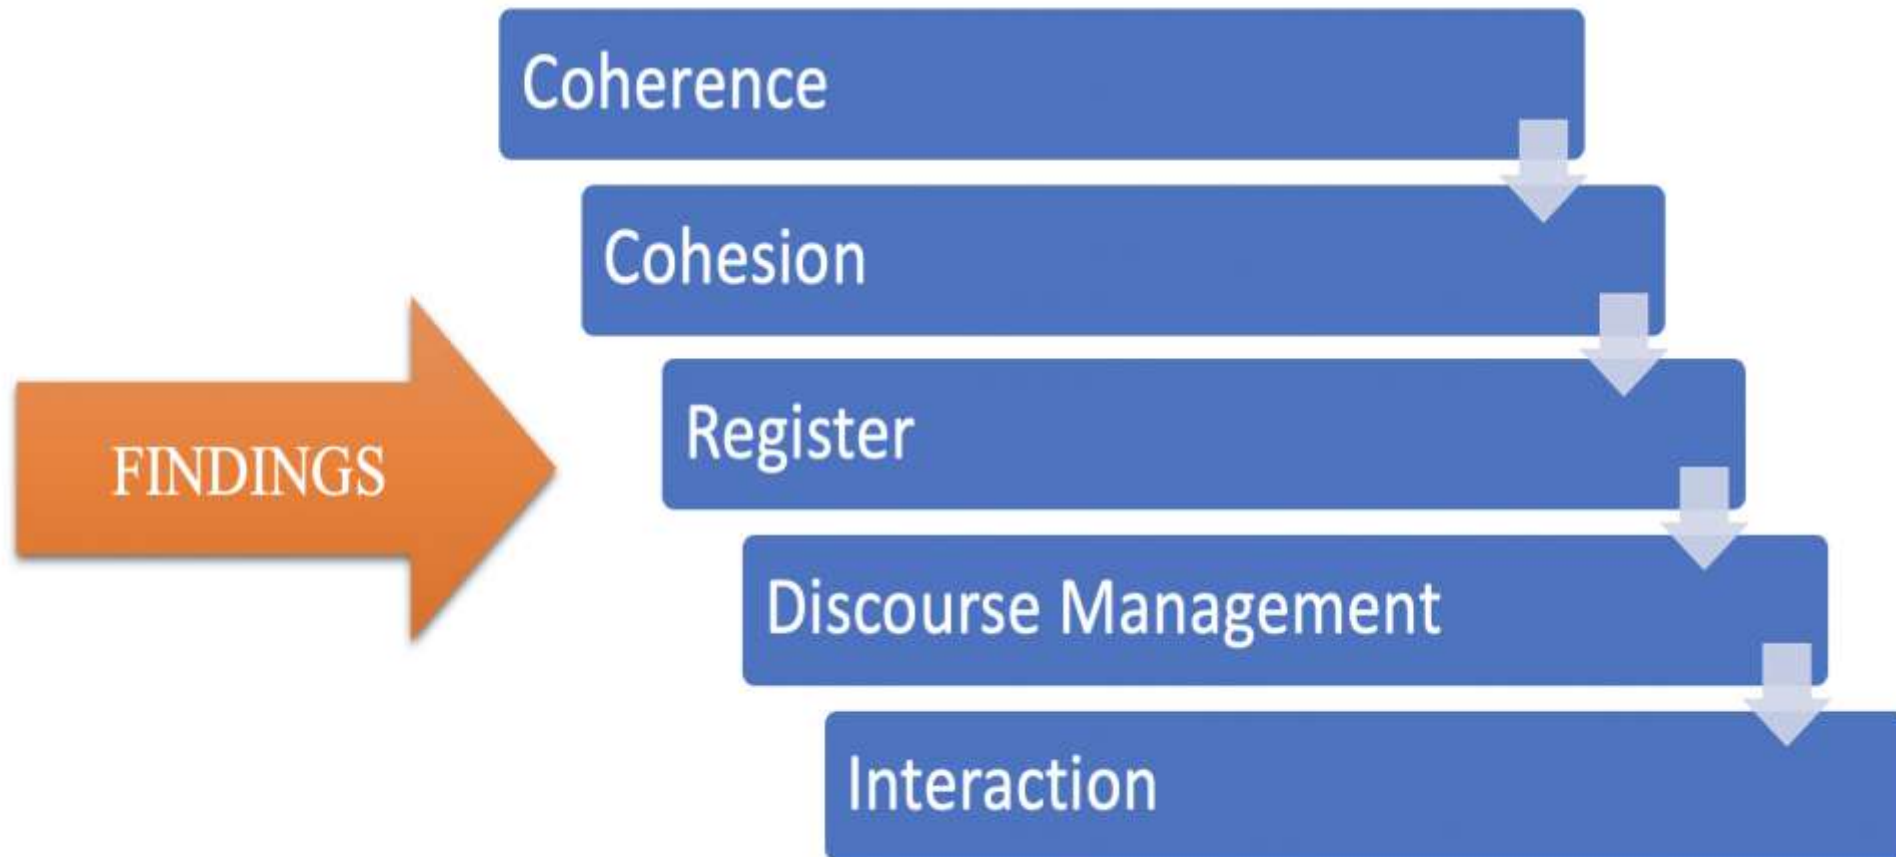 Coherence
Cohesion
Register
FINDINGS
Discourse Management
Interaction